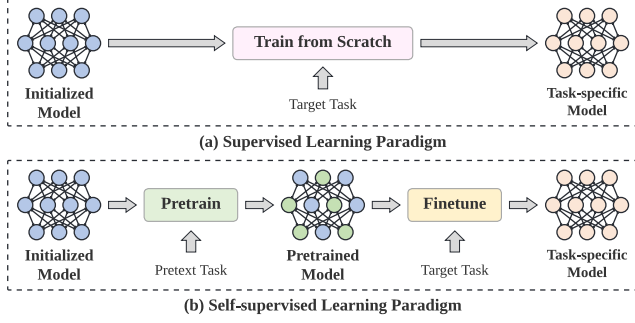 Train from Scratch
Initialized
Model
Target Task
Task-specific
Model
(a) Supervised Learning Paradigm
Pretrain
Finetune
Initialized
Model
Pretext Task
Pretrained
Model
Target Task
Task-specific
Model
(b) Self-supervised Learning Paradigm